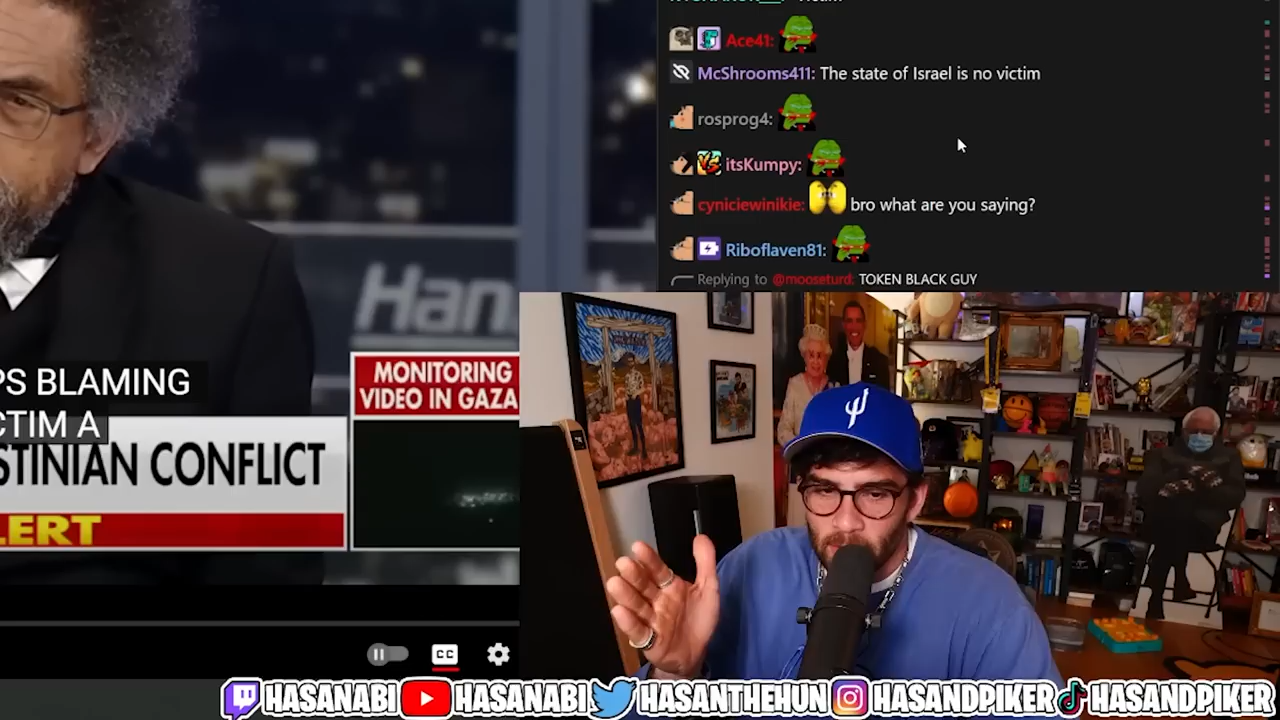 Ace41:
McShrooms411: The state of Israel is no victim
rosprog4:
itsKumpy:
cyniciewinikie: bro what are you saying?
Riboflaven81:
Replying to @mooseturd: TOKEN BLACK GUY
Han
PS BLAMING
CTIM A
STINIAN CONFLICT
LERT
MONITORING
VIDEO IN GAZA
CC
HASANABI HASANABI HASANTHEHUN HASANDPIKER HASANDPIKER